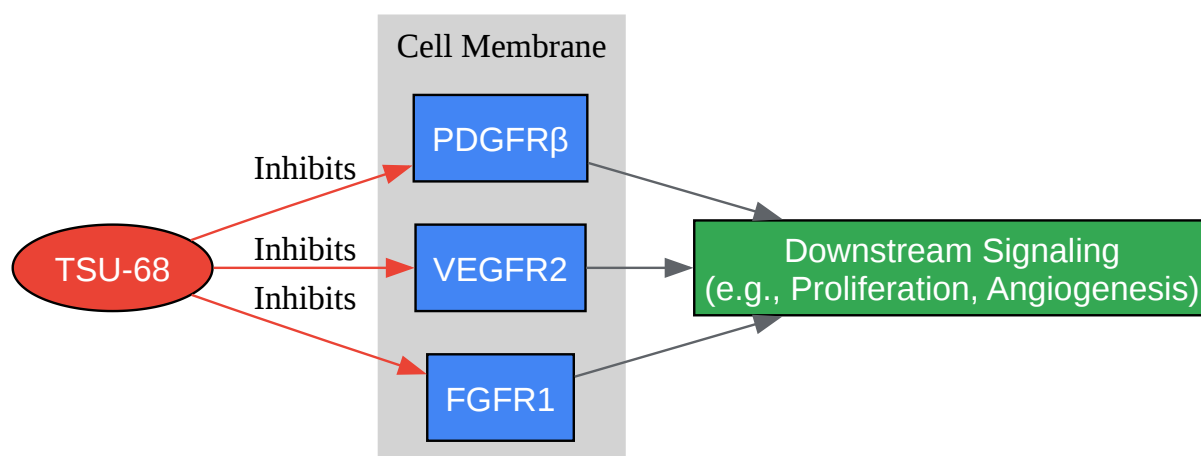 Cell Membrane
PDGFRβ
Inhibits
TSU-68
Inhibits
VEGFR2
Inhibits
FGFR1
Downstream Signaling
(e.g., Proliferation, Angiogenesis)